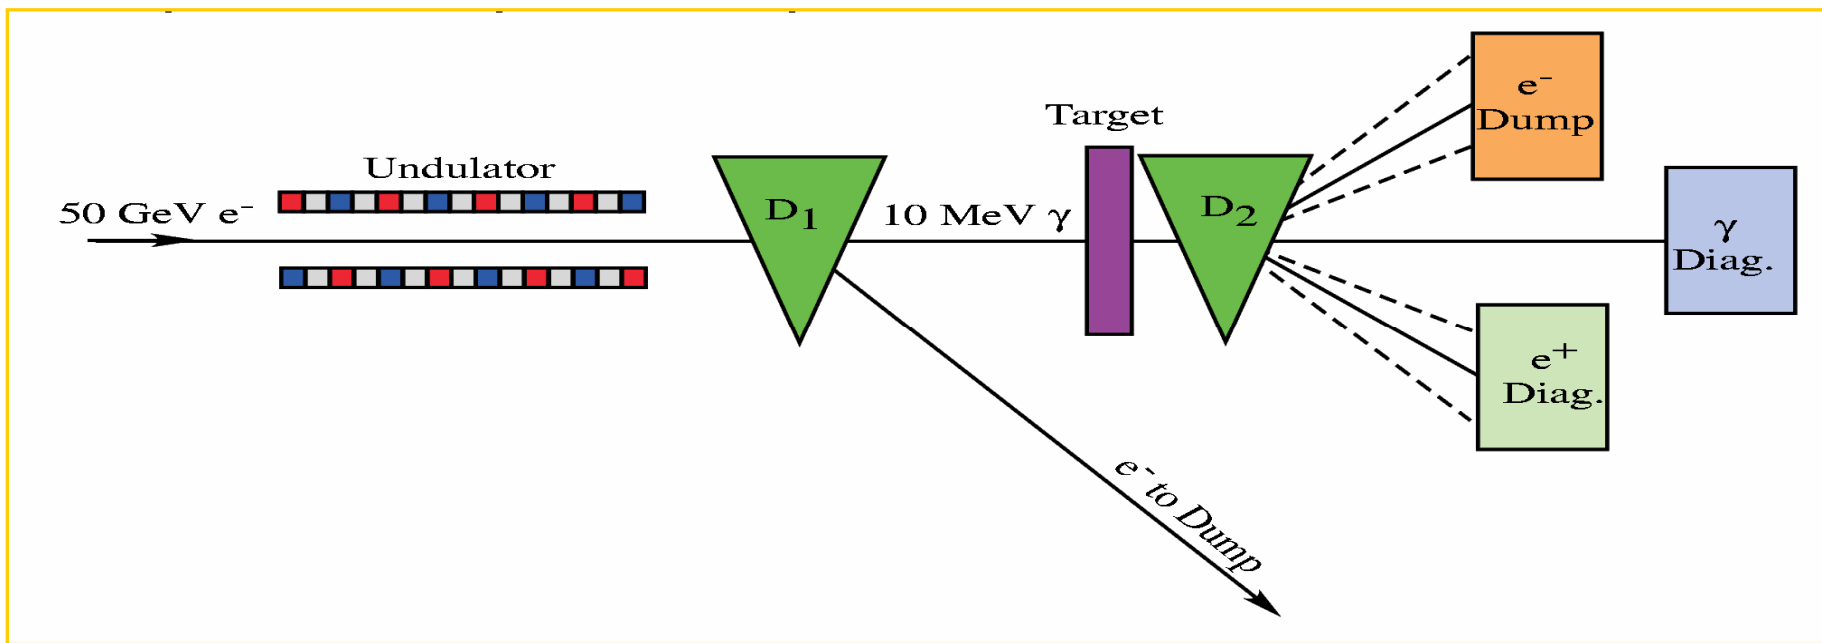 50 GeV e⁻
Undulator
D₁
10 MeV γ
Target
D₂
e⁻
Dump
γ
Diag.
e⁺
Diag.
e⁻ to Dump